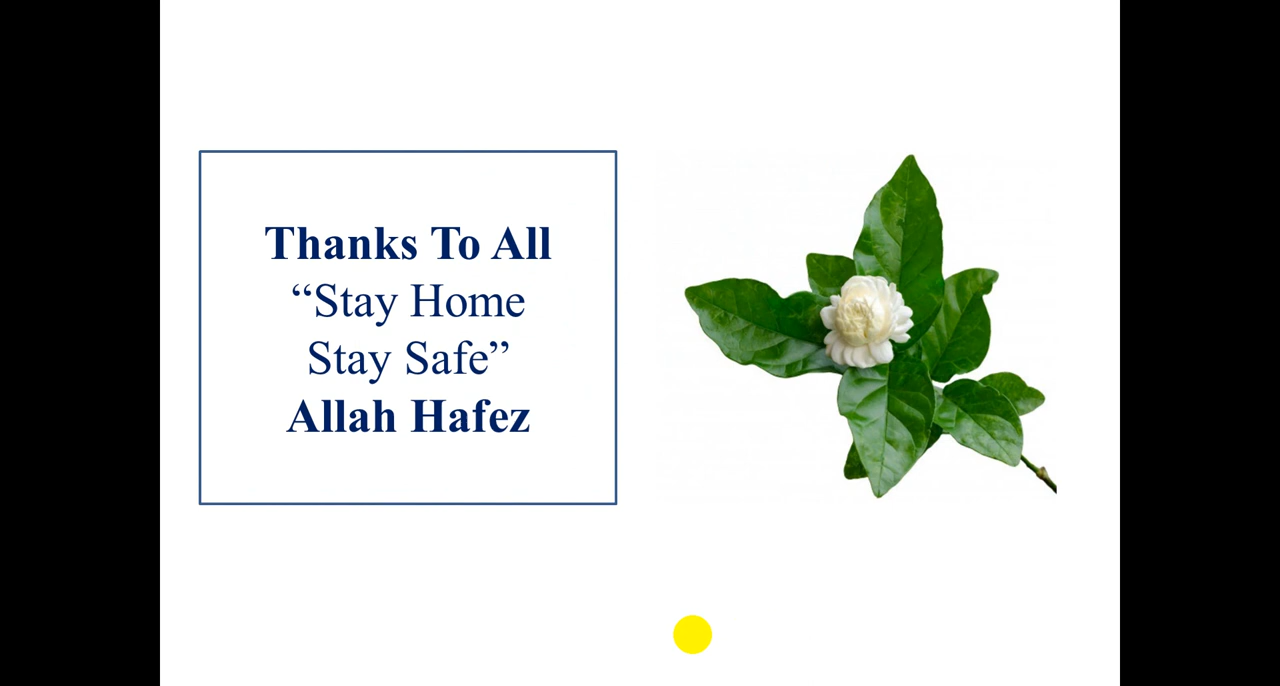 Thanks To All
“Stay Home
Stay Safe”
Allah Hafez